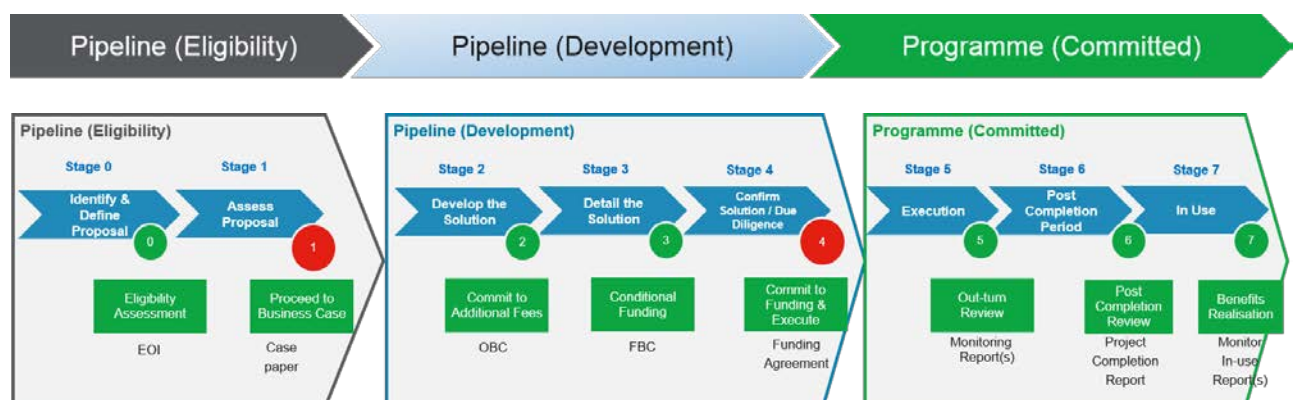 Pipeline (Eligibility)
Pipeline (Development)
Programme (Committed)
Pipeline (Eligibility)
Stage 0
Stage 1
Identify &
Define
Proposal
Assess
Proposal
0
1
Eligibility
Assessment
Proceed to
Business Case
EOI
Case
paper
Pipeline (Development)
Stage 2
Stage 3
Stage 4
Develop the
Solution
Detail the
Solution
Confirm
Solution / Due
Diligence
2
3
4
Commit to
Additional Fees
Conditional
Funding
Commit to
Funding &
Execute
OBC
FBC
Funding
Agreement
Programme (Committed)
Stage 5
Stage 6
Stage 7
Execution
Post
Completion
Period
In Use
5
6
7
Out-turn
Review
Post
Completion
Review
Benefits
Realisation
Monitoring
Report(s)
Project
Completion
Report
Monitor
In-use
Report(s)